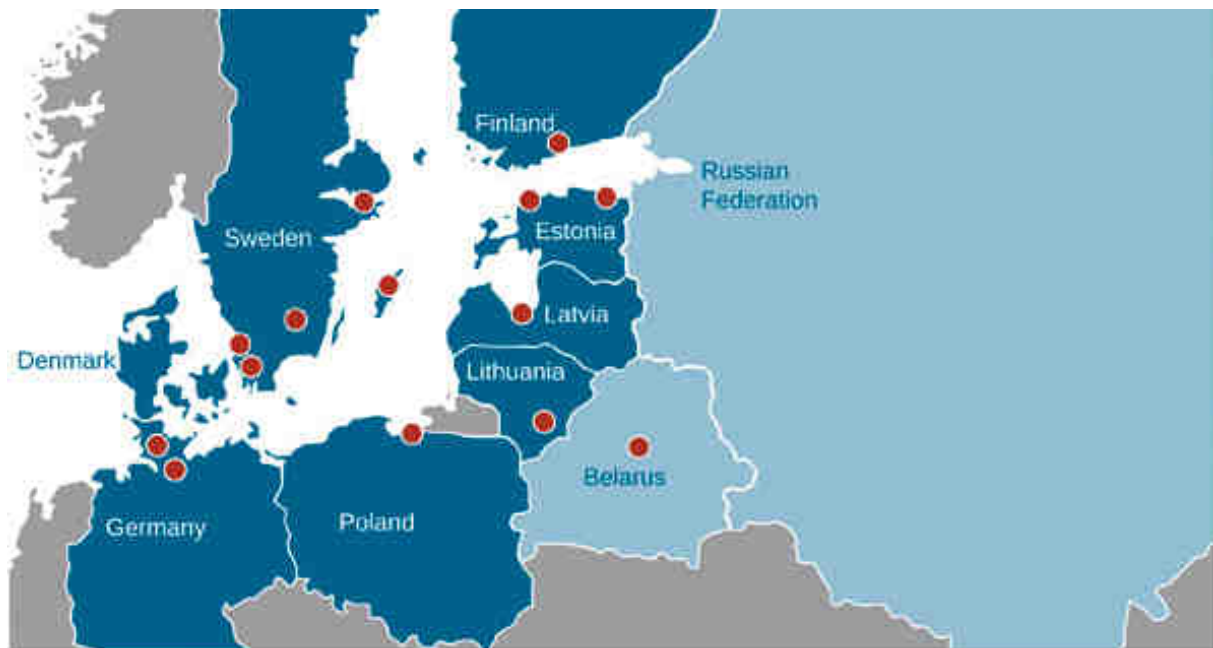 Finland
Russian
Federation
Sweden
Estonia
Latvia
Denmark
Lithuania
Belarus
Germany
Poland